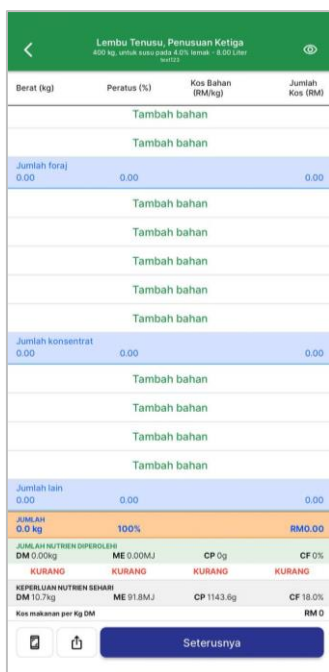 Lembu Tenusu, Penusuan Ketiga
400 kg, untuk susu pada 4.0% lemak - 8.00 Liter
test123
Berat (kg) Peratus (%) Kos Bahan (RM/kg) Jumlah Kos (RM)
Tambah bahan
Tambah bahan
Jumlah foraj
0.00 0.00 0.00
Tambah bahan
Tambah bahan
Tambah bahan
Tambah bahan
Tambah bahan
Jumlah konsentrat
0.00 0.00 0.00
Tambah bahan
Tambah bahan
Tambah bahan
Tambah bahan
Jumlah lain
0.00 0.00 0.00
JUMLAH
0.0 kg 100% RM0.00
JUMLAH NUTRIEN DIPEROLEHI
DM 0.00kg ME 0.00MJ CP 0g CF 0%
KURANG KURANG KURANG KURANG
KEPERLUAN NUTRIEN SEHARI
DM 10.7kg ME 91.8MJ CP 1143.6g CF 18.0%
Kos makanan per Kg DM RM 0
Seterusnya